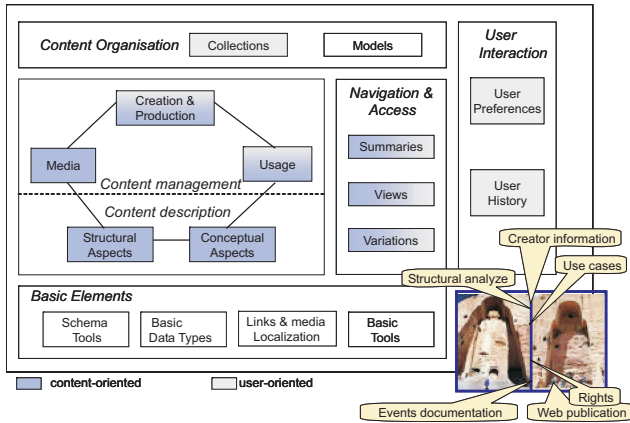 Content Organisation
Collections
Models
User
Interaction
User
Preferences
User
History
Creation &
Production
Media
Usage
Content management
Content description
Structural
Aspects
Conceptual
Aspects
Navigation &
Access
Summaries
Views
Variations
Basic Elements
Schema
Tools
Basic
Data Types
Links & media
Localization
Basic
Tools
Creator information
Structural analyze
Use cases
Rights
Events documentation
Web publication
content-oriented
user-oriented